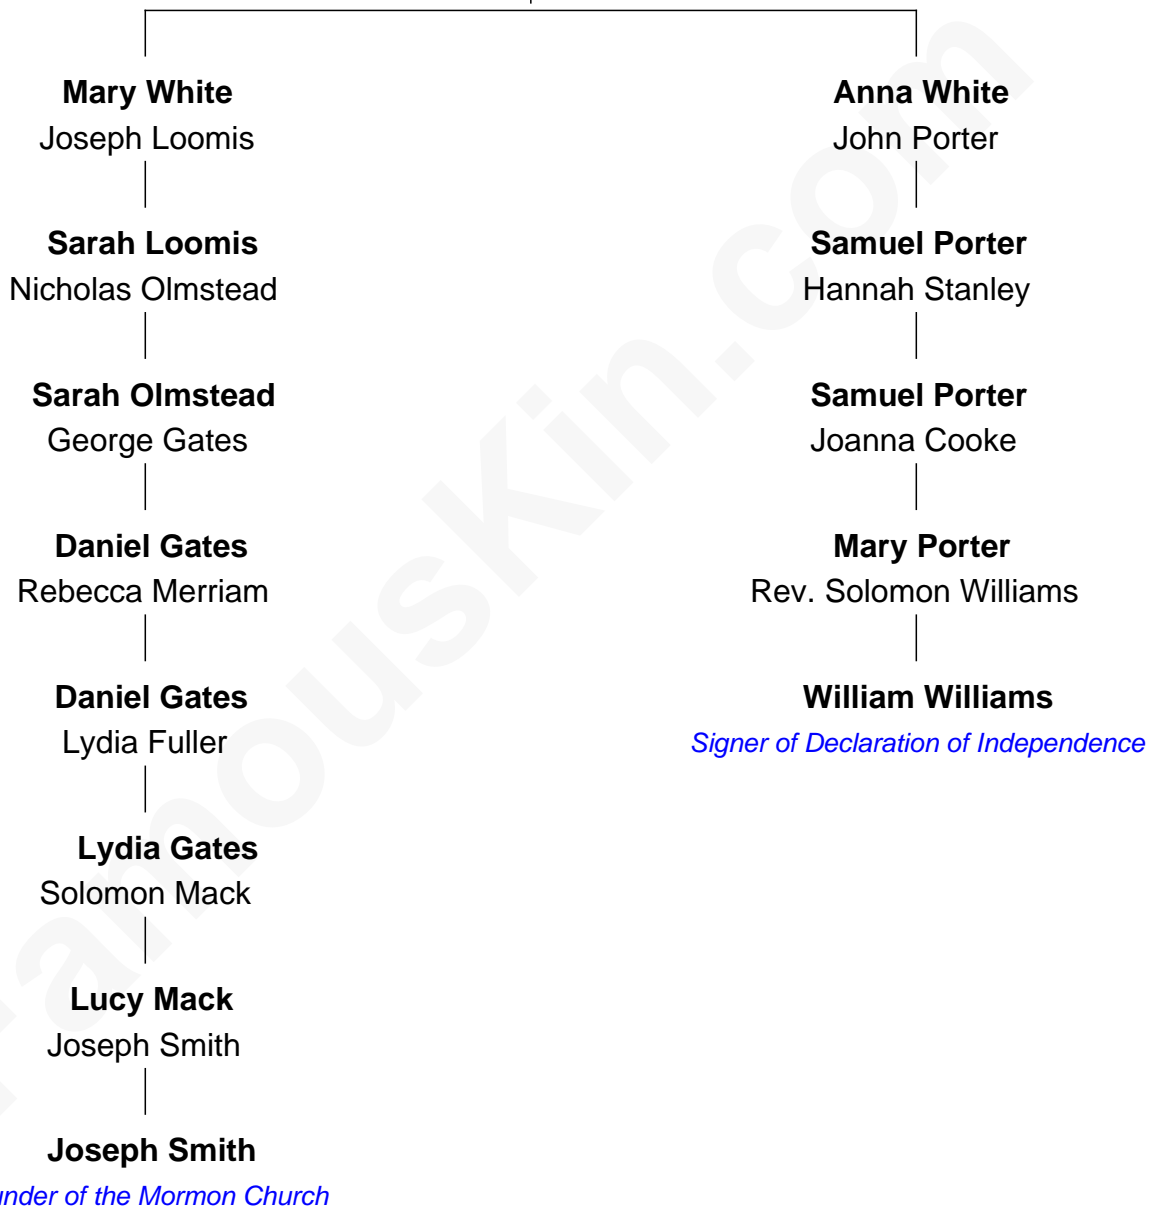 Mary White
Joseph Loomis
Sarah Loomis
Nicholas Olmstead
Sarah Olmstead
George Gates
Daniel Gates
Rebecca Merriam
Daniel Gates
Lydia Fuller
Lydia Gates
Solomon Mack
Lucy Mack
Joseph Smith
Joseph Smith
under of the Mormon Church
Anna White
John Porter
Samuel Porter
Hannah Stanley
Samuel Porter
Joanna Cooke
Mary Porter
Rev. Solomon Williams
William Williams
Signer of Declaration of Independence
FamousKin.com